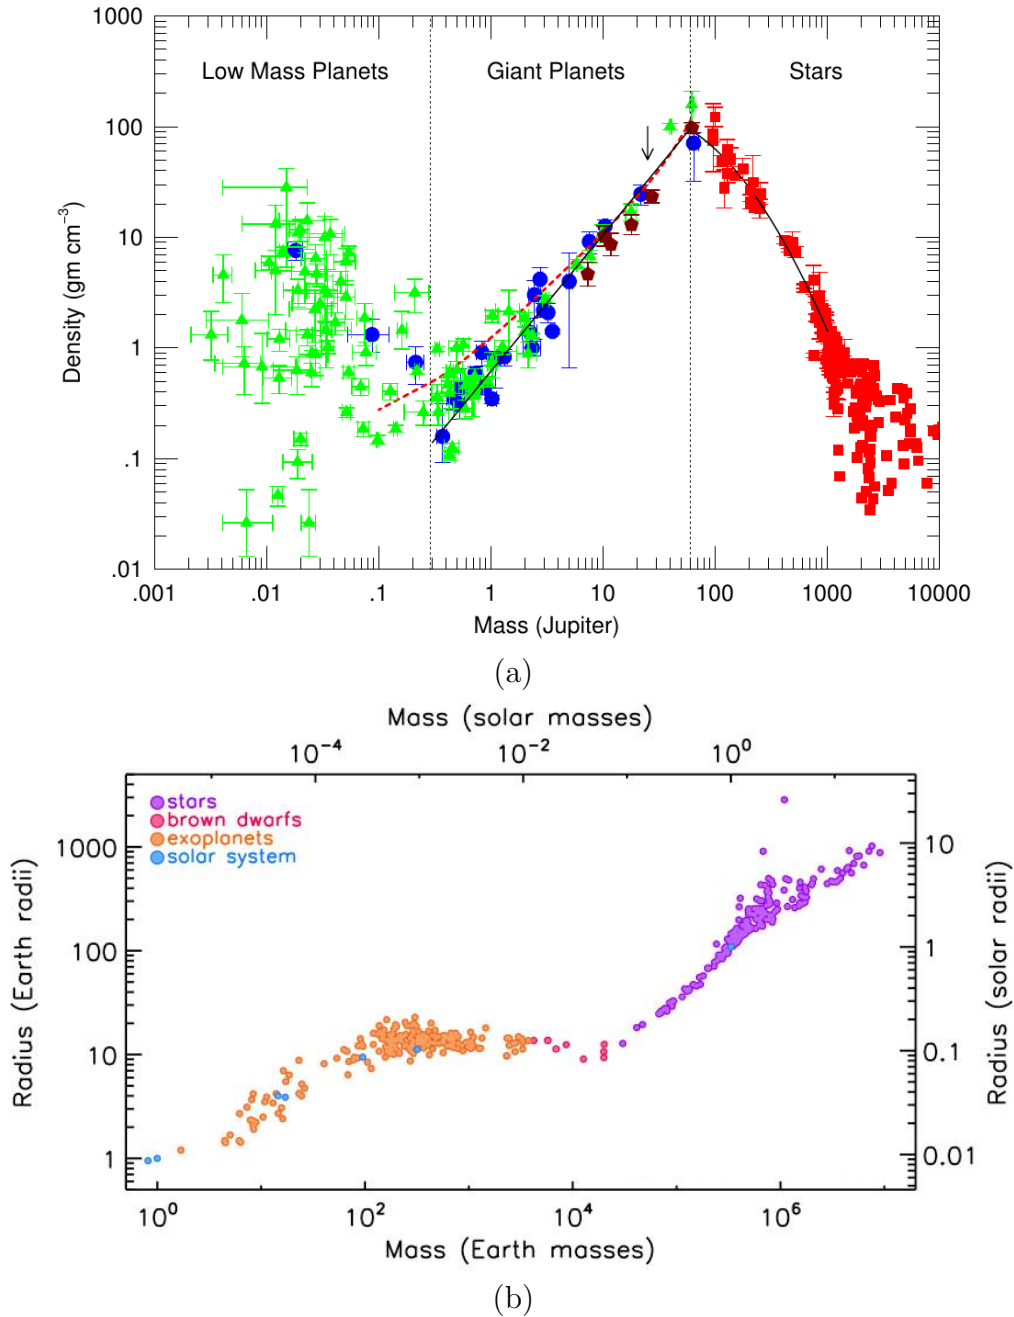 (a)
1000
Low Mass Planets Giant Planets Stars
100
10
1
.1
.01
Density (gm cm⁻³)
.001 .01 .1 1 10 100 1000 10000
Mass (Jupiter)
(a)
Mass (solar masses)
10⁻⁴ 10⁻² 10⁰
stars
brown dwarfs
exoplanets
solar system
1000
100
10
1
Radius (Earth radii)
10
1
0.1
0.01
Radius (solar radii)
10⁰ 10² 10⁴ 10⁶
Mass (Earth masses)
(b)